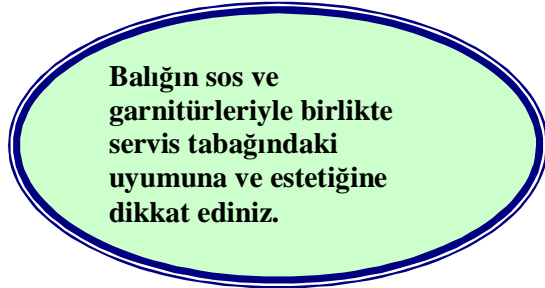 Balığın sos ve
garnitürleriyle birlikte
servis tabağındaki
uyumuna ve estetiğine
dikkat ediniz.